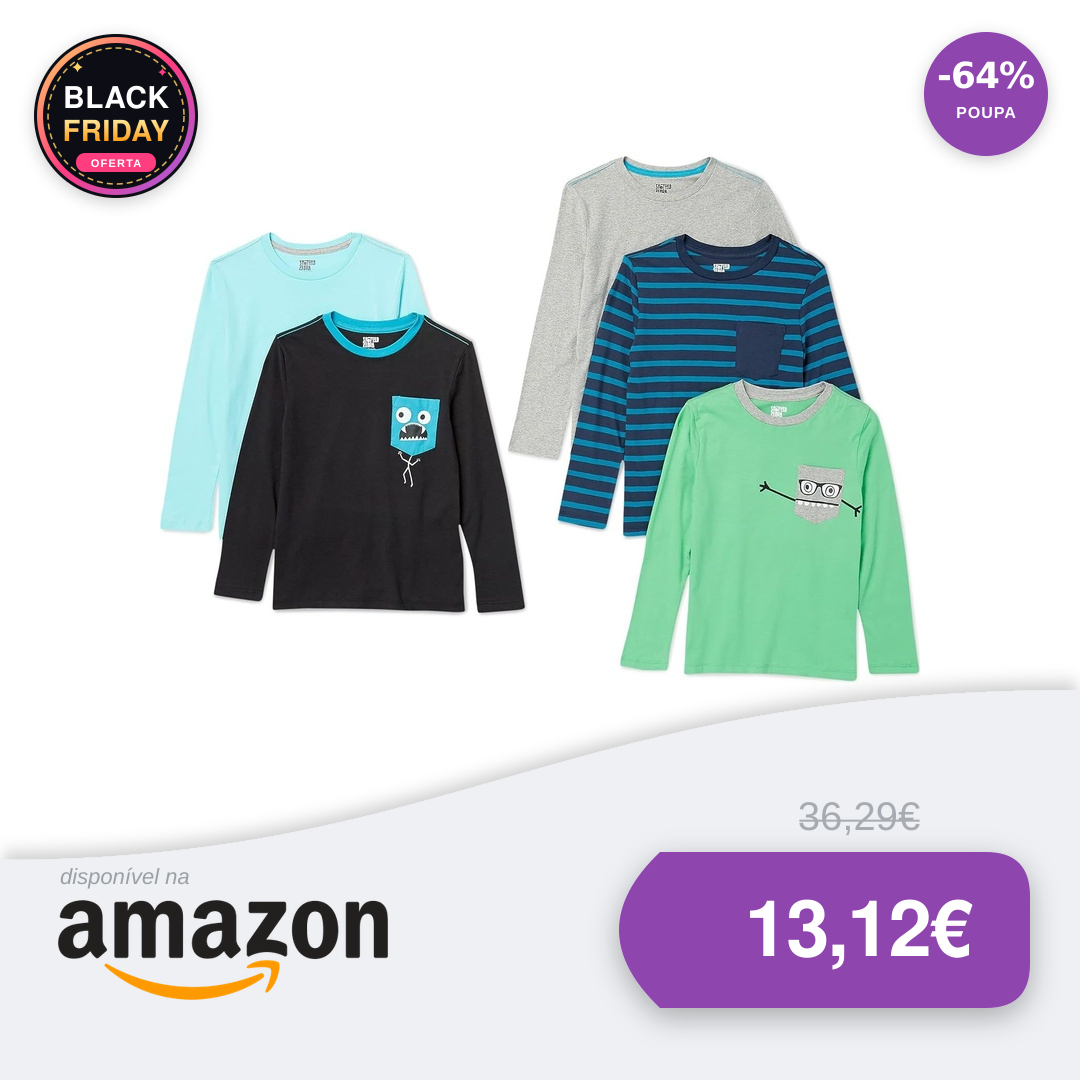 BLACK
FRIDAY
OFERTA
-64%
POUPA
36,29€
disponível na
amazon
13,12€